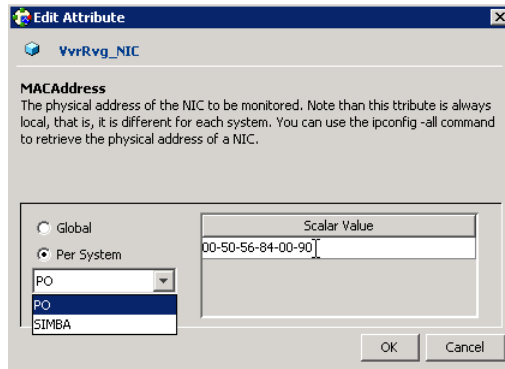 Edit Attribute
VvrRvg_NIC
MACAddress
The physical address of the NIC to be monitored. Note than this ttribute is always
local, that is, it is different for each system. You can use the ipconfig -all command
to retrieve the physical address of a NIC.
Global
Per System
PO
PO
SIMBA
Scalar Value
00-50-56-84-00-90
OK
Cancel